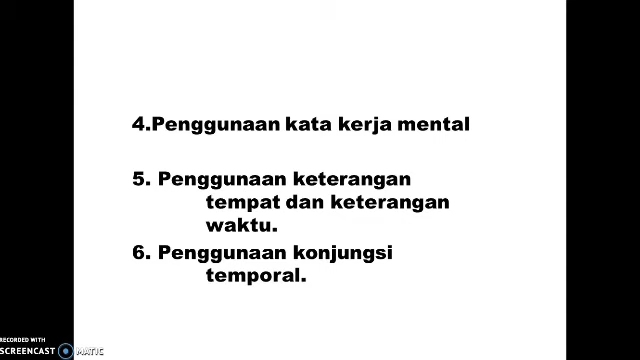 4.Penggunaan kata kerja mental
5. Penggunaan keterangan
tempat dan keterangan
waktu.
6. Penggunaan konjungsi
temporal.
RECORDED WITH
SCREENCAST MATIC